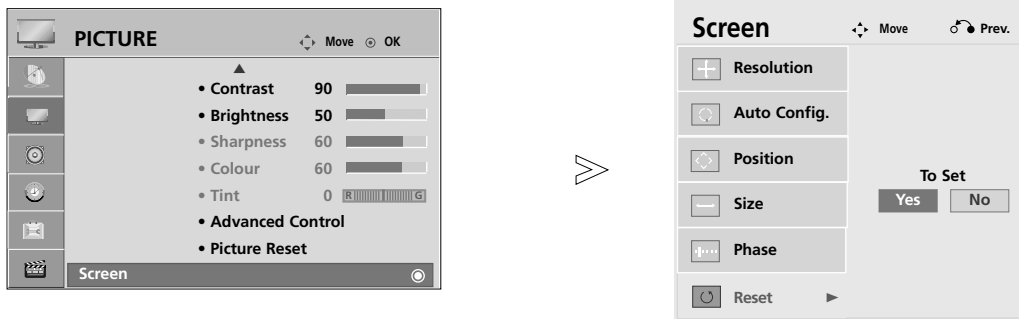 PICTURE
Move
OK
• Contrast 90
• Brightness 50
• Sharpness 60
• Colour 60
• Tint 0 R G
• Advanced Control
• Picture Reset
Screen
Screen
Move
Prev.
Resolution
Auto Config.
Position
Size
Phase
Reset
To Set
Yes No